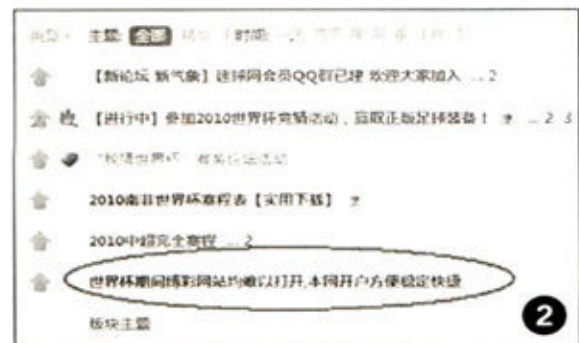 主题: 全部 时间:
【新论坛 新气象】连球网会员QQ群已建 欢迎大家加入 ...2
【进行中】参加2010世界杯竞猜活动，赢取正版足球装备！ ... 2 3
2010南非世界杯赛程表【实用下载】
2010中超完全赛程 ...2
世界杯期间博彩网站均难以打开,本网开户方便稳定快捷
版块主题
2